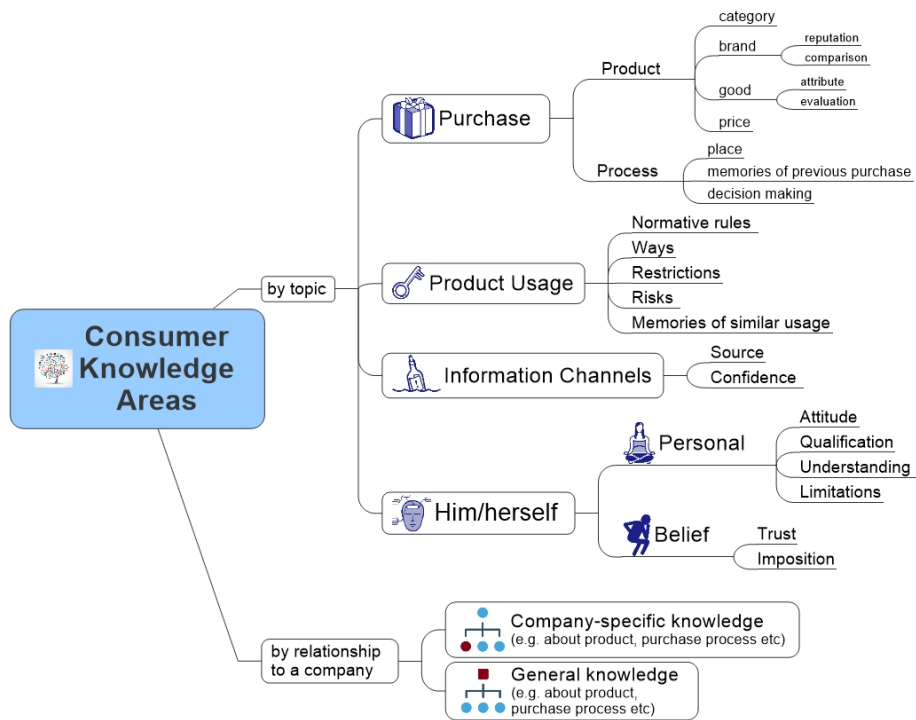 Consumer
Knowledge
Areas
by topic
Purchase
Product
category
brand
reputation
comparison
good
attribute
evaluation
price
Process
place
memories of previous purchase
decision making
Product Usage
Normative rules
Ways
Restrictions
Risks
Memories of similar usage
Information Channels
Source
Confidence
Him/herself
Personal
Attitude
Qualification
Understanding
Limitations
Belief
Trust
Imposition
by relationship
to a company
Company-specific knowledge
(e.g. about product, purchase process etc)
General knowledge
(e.g. about product,
purchase process etc)